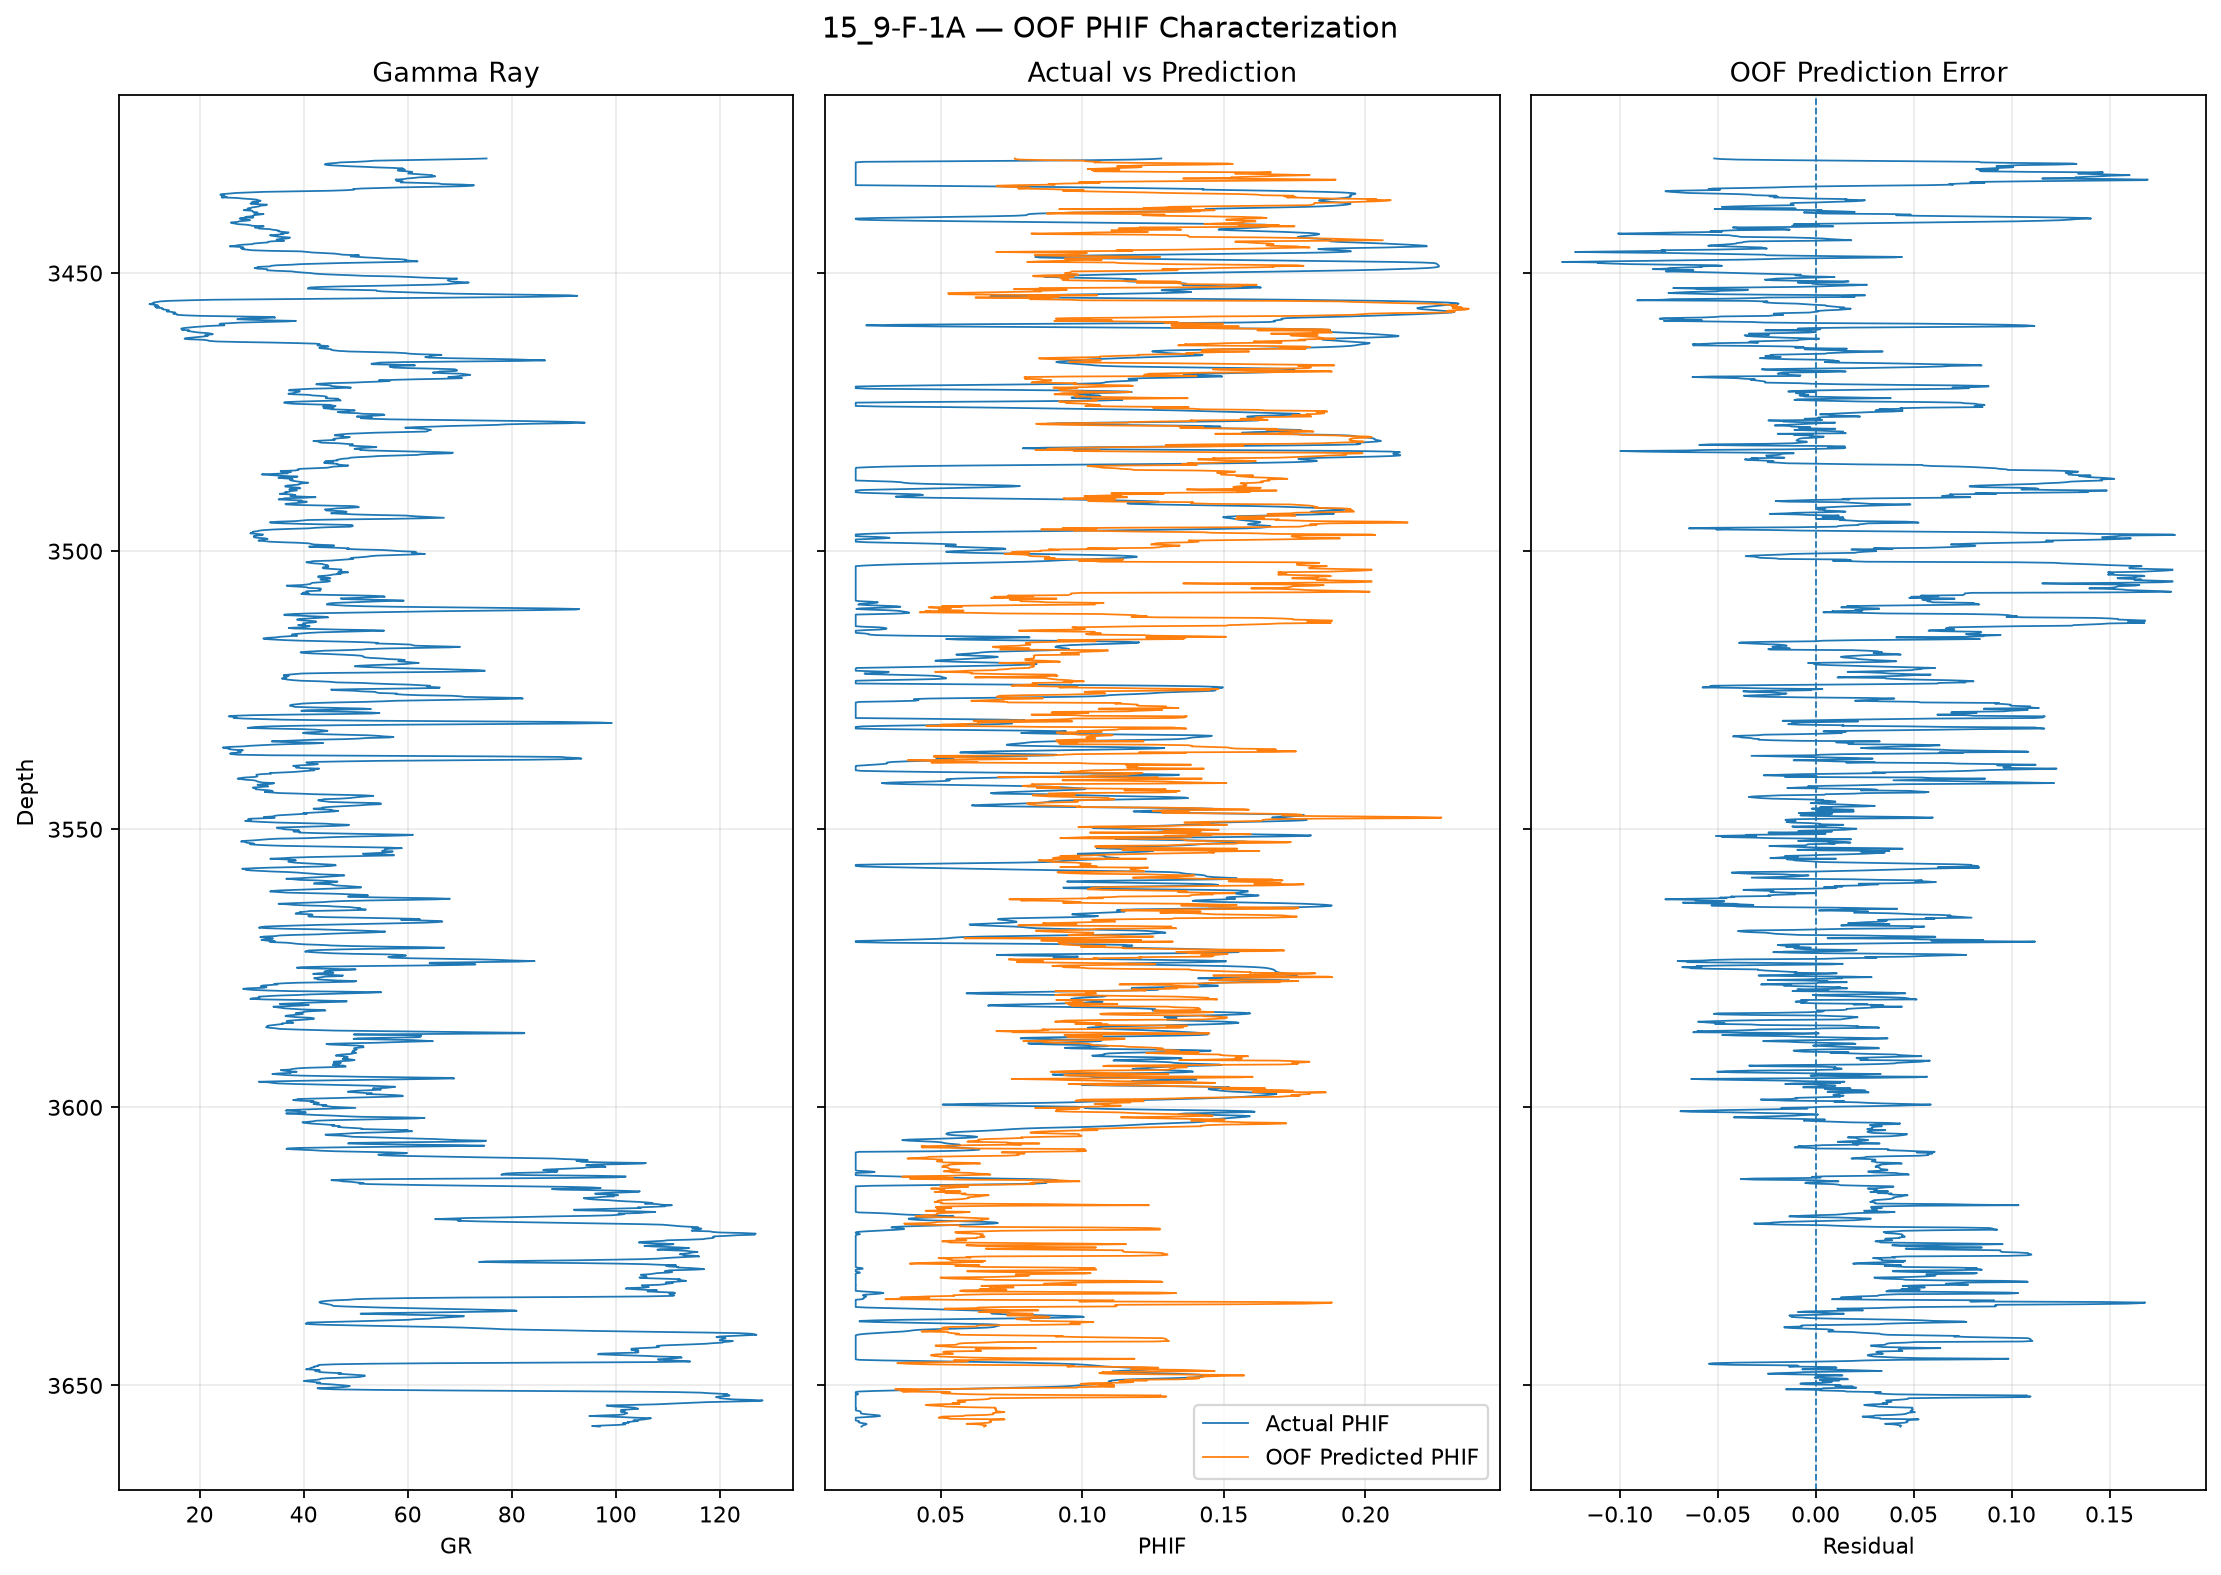 15_9-F-1A — OOF PHIF Characterization
Gamma Ray
Actual vs Prediction
OOF Prediction Error
3450
3500
3550
3600
3650
Depth
Actual PHIF
OOF Predicted PHIF
20 40 60 80 100 120
0.05 0.10 0.15 0.20
−0.10 −0.05 0.00 0.05 0.10 0.15
GR
PHIF
Residual